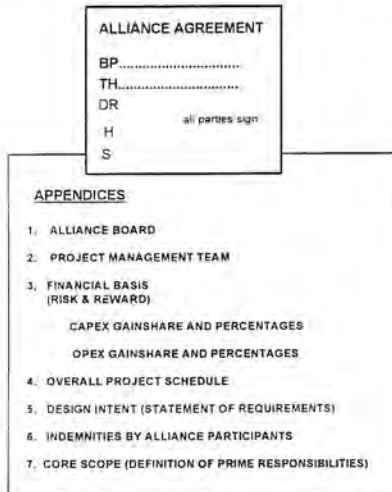 ALLIANCE AGREEMENT
BP................................
TH................................
DR
all parties sign
H
S
APPENDICES
1. ALLIANCE BOARD
2. PROJECT MANAGEMENT TEAM
3. FINANCIAL BASIS
(RISK & REWARD)
CAPEX GAINSHARE AND PERCENTAGES
OPEX GAINSHARE AND PERCENTAGES
4. OVERALL PROJECT SCHEDULE
5. DESIGN INTENT (STATEMENT OF REQUIREMENTS)
6. INDEMNITIES BY ALLIANCE PARTICIPANTS
7. CORE SCOPE (DEFINITION OF PRIME RESPONSIBILITIES)